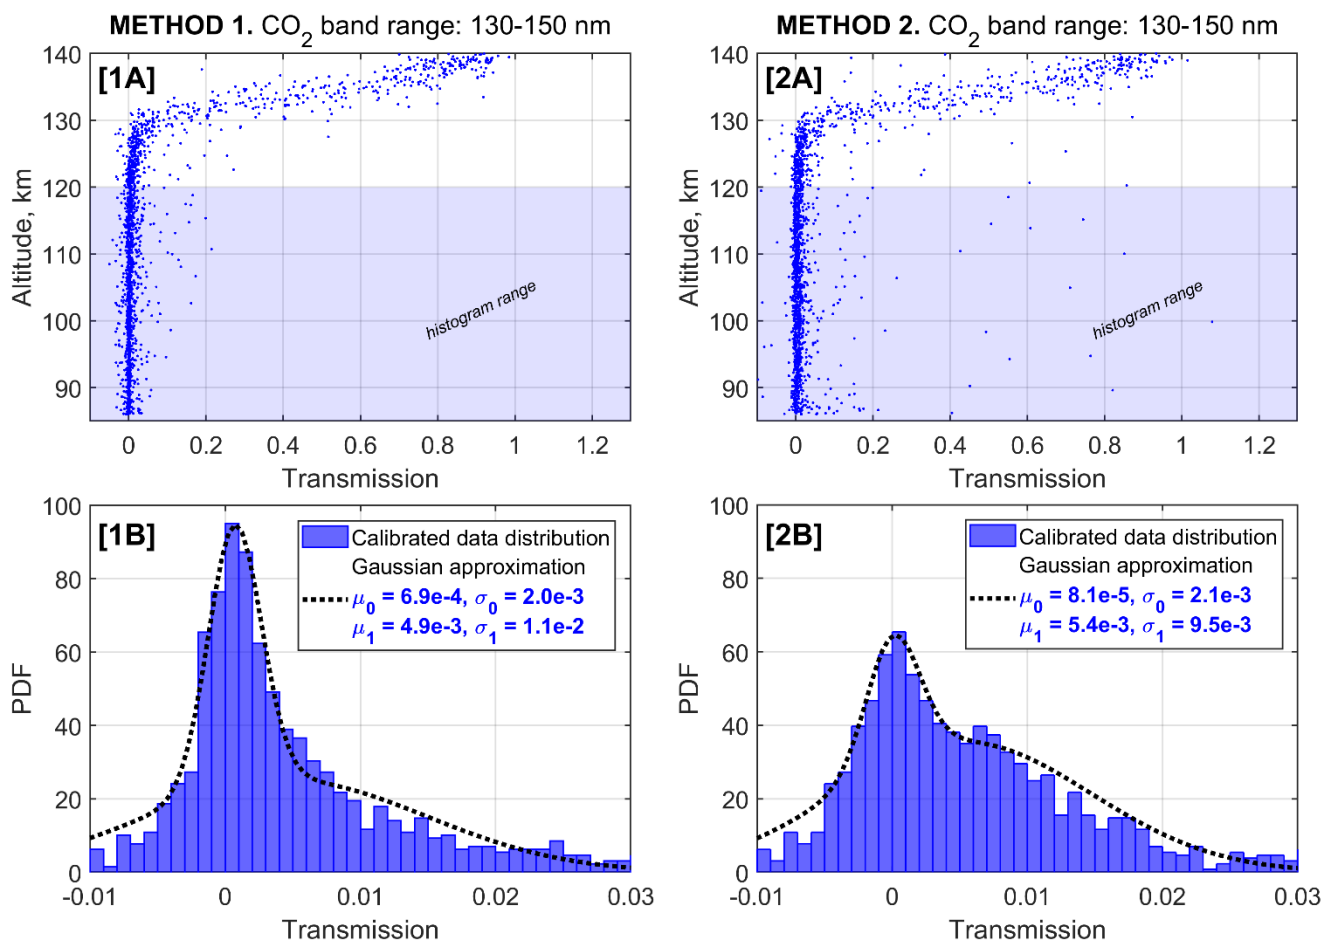 METHOD 1. CO2 band range: 130-150 nm
[1A]
histogram range
Altitude, km
140
130
120
110
100
90
0
0.2
0.4
0.6
0.8
1
1.2
Transmission
METHOD 2. CO2 band range: 130-150 nm
[2A]
histogram range
Altitude, km
140
130
120
110
100
90
0
0.2
0.4
0.6
0.8
1
1.2
Transmission
[1B]
Calibrated data distribution
Gaussian approximation
μ0 = 6.9e-4, σ0 = 2.0e-3
μ1 = 4.9e-3, σ1 = 1.1e-2
PDF
100
80
60
40
20
0
-0.01
0
0.01
0.02
0.03
Transmission
[2B]
Calibrated data distribution
Gaussian approximation
μ0 = 8.1e-5, σ0 = 2.1e-3
μ1 = 5.4e-3, σ1 = 9.5e-3
PDF
100
80
60
40
20
0
-0.01
0
0.01
0.02
0.03
Transmission